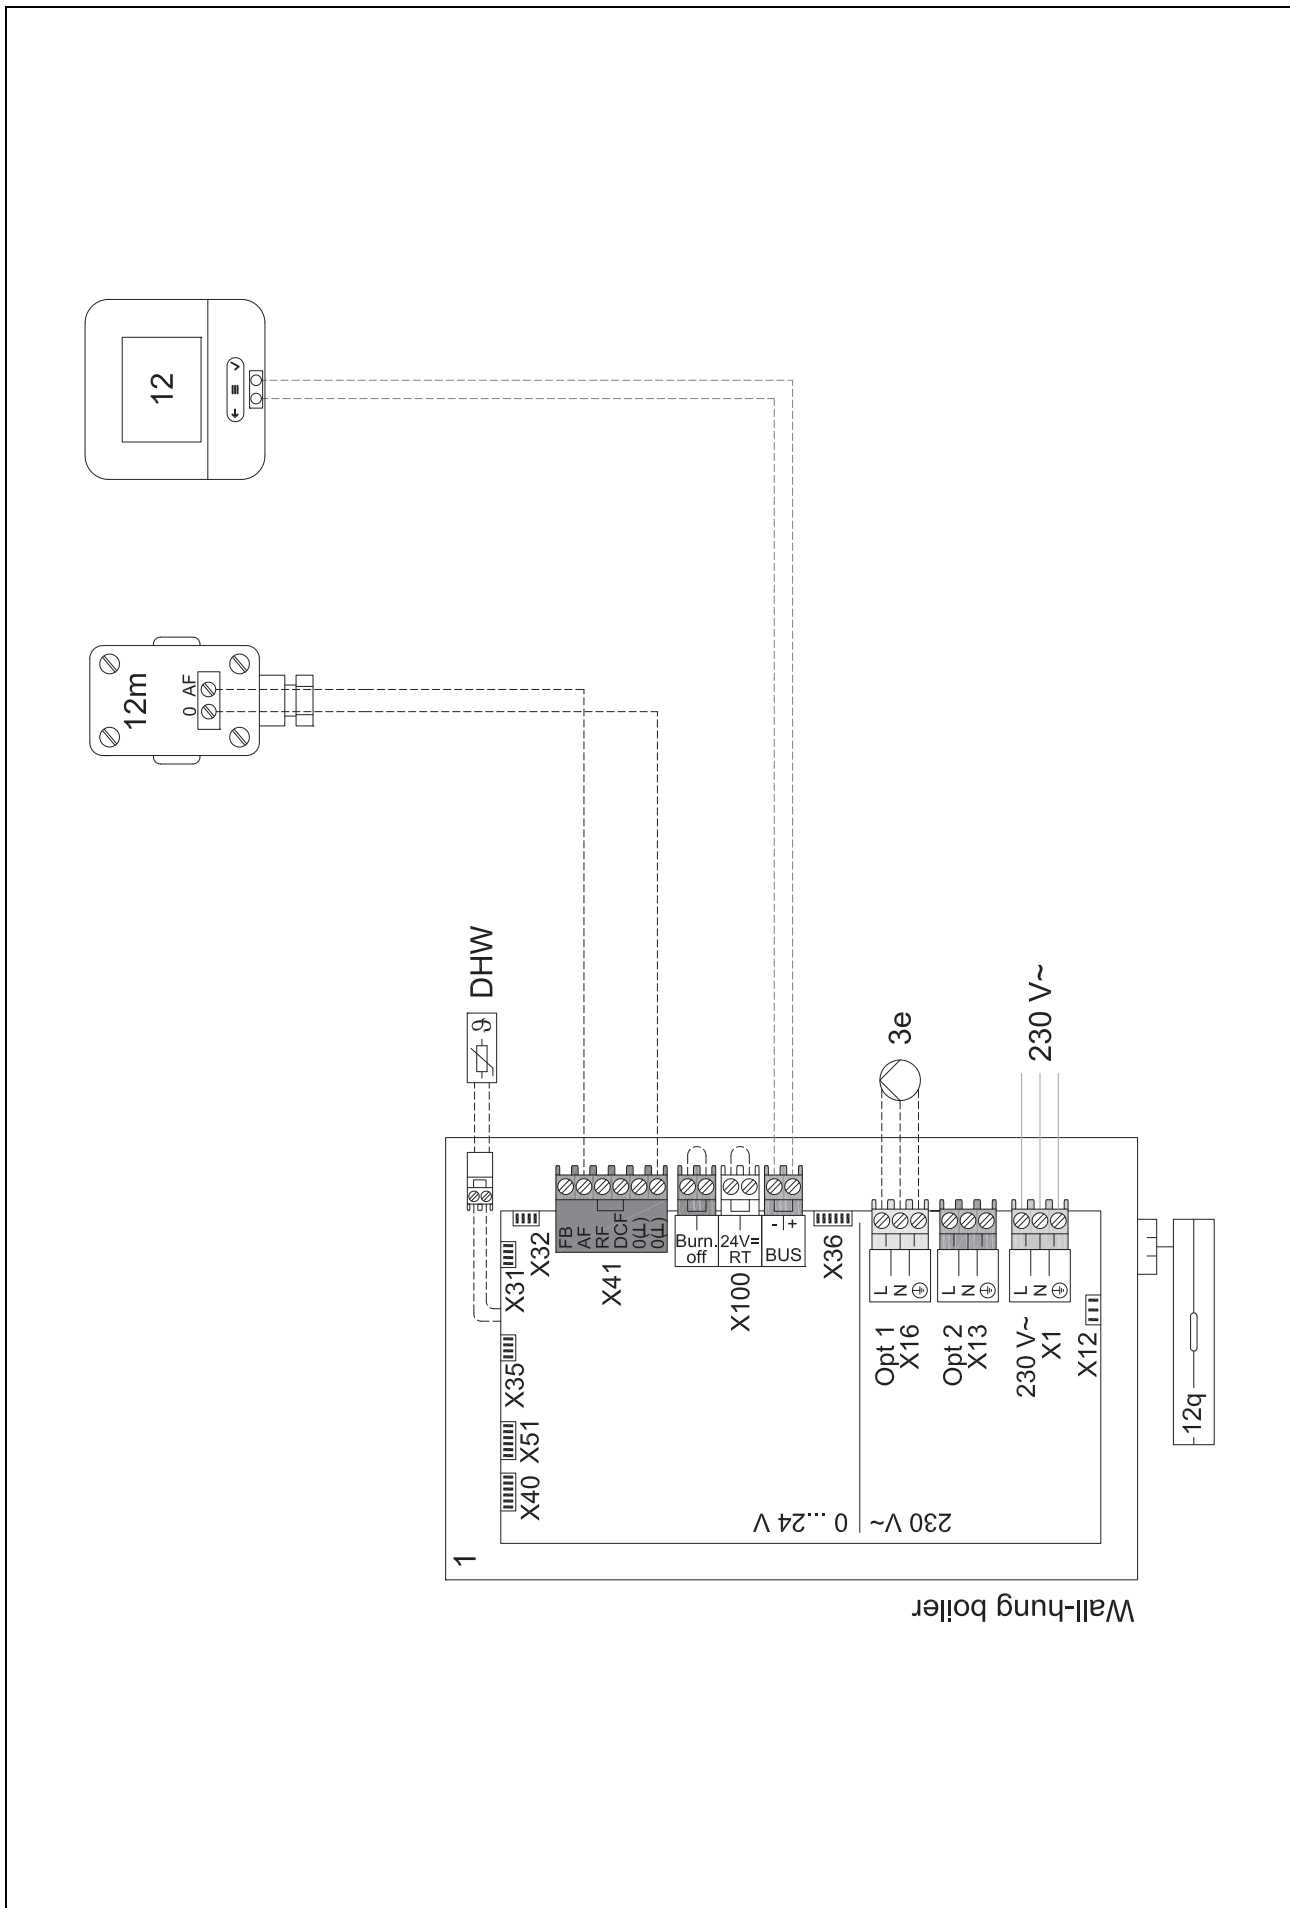 12
12m
0 AF
DHW
ϑ
3e
230 V~
X32
X31
X35
X51
X40
FB
AF
RF
DCF
0(⊥)
0(⊥)
X41
Burn.
off
24V=
RT
X100
- +
BUS
X36
L
N
Opt 1
X16
L
N
Opt 2
X13
L
N
230 V~
X1
X12
0...24 V
230 V~
1
Wall-hung boiler
12q